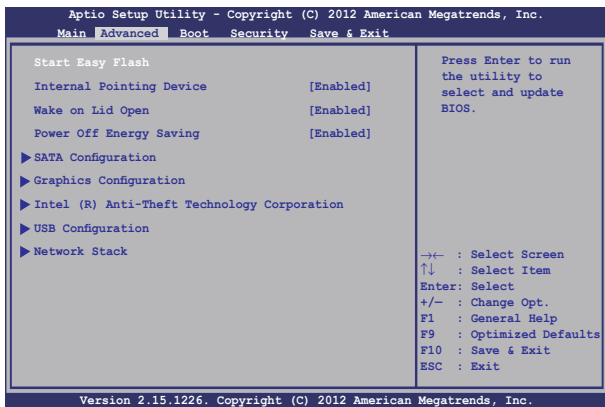 Aptio Setup Utility - Copyright (C) 2012 American Megatrends, Inc.
Main Advanced Boot Security Save & Exit
Start Easy Flash
Internal Pointing Device [Enabled]
Wake on Lid Open [Enabled]
Power Off Energy Saving [Enabled]
SATA Configuration
Graphics Configuration
Intel (R) Anti-Theft Technology Corporation
USB Configuration
Network Stack
Press Enter to run
the utility to
select and update
BIOS.
→← : Select Screen
↑↓ : Select Item
Enter: Select
+/— : Change Opt.
F1 : General Help
F9 : Optimized Defaults
F10 : Save & Exit
ESC : Exit
Version 2.15.1226. Copyright (C) 2012 American Megatrends, Inc.